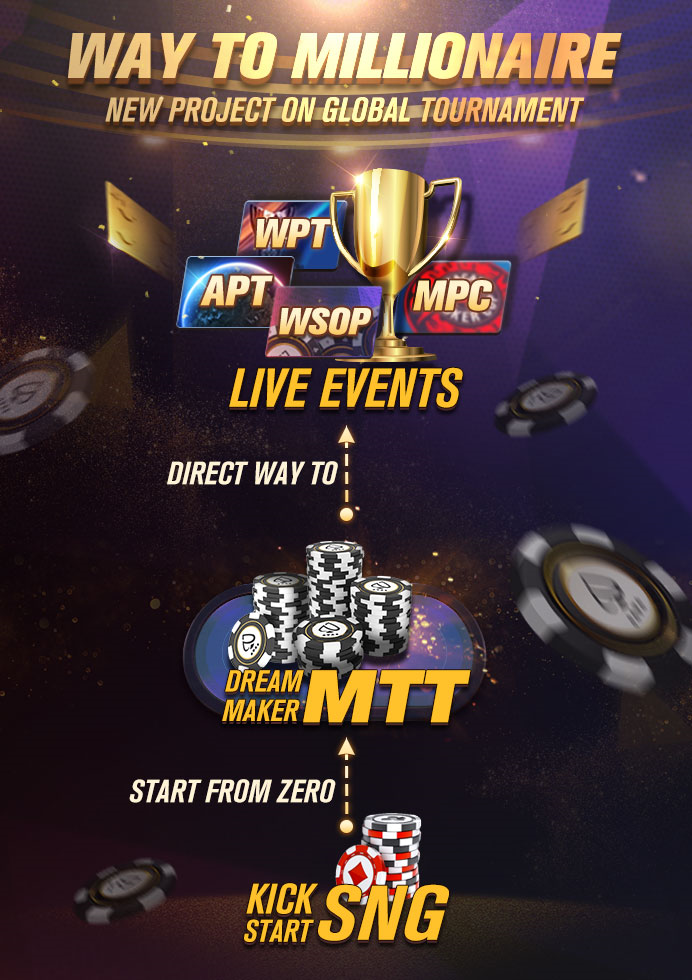 WAY TO MILLIONAIRE
NEW PROJECT ON GLOBAL TOURNAMENT
WPT
APT
WSOP
MPC
LIVE EVENTS
DIRECT WAY TO
DREAM
MAKER MTT
START FROM ZERO
KICK
START SNG